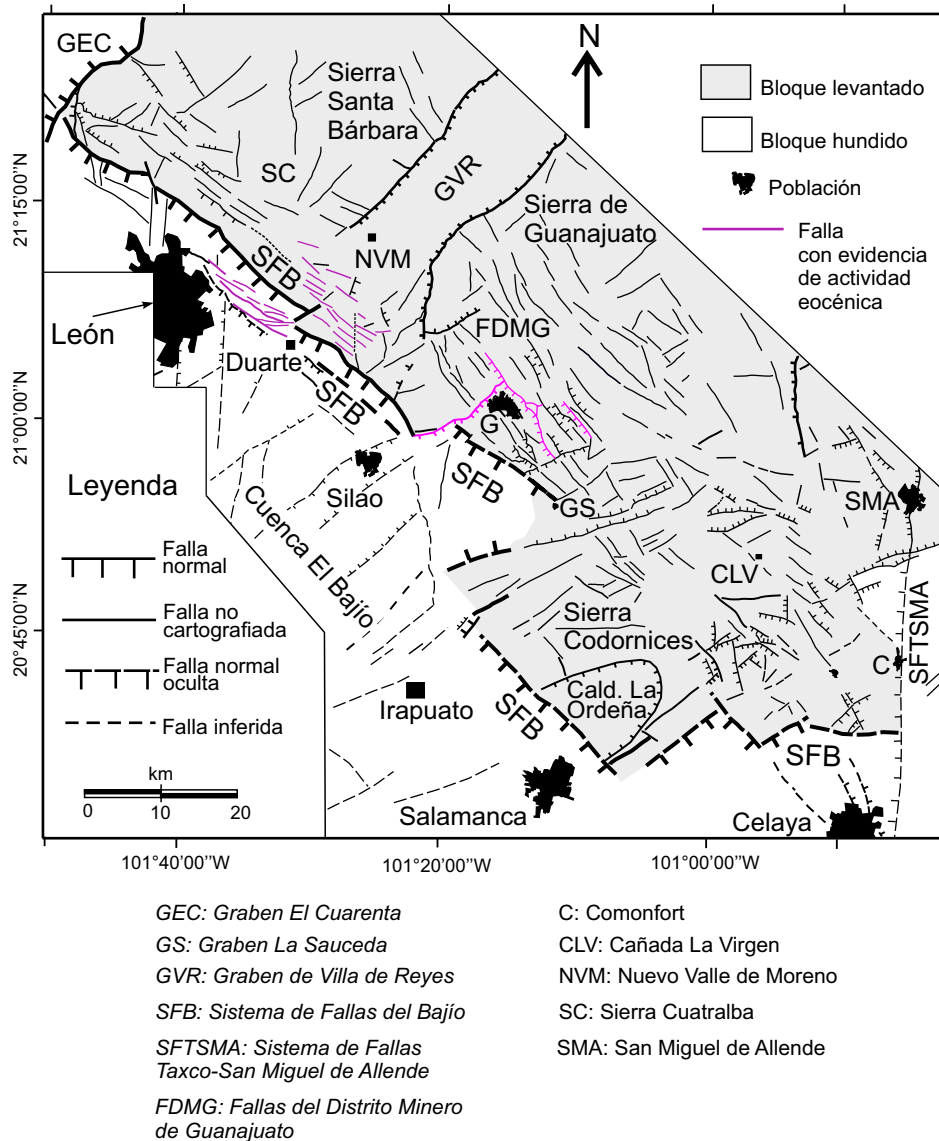 GEC
Sierra
Santa
Bárbara
N
Bloque levantado
Bloque hundido
Población
Falla
con evidencia
de actividad
eocénica
SC
GVR
Sierra de
Guanajuato
SFB
NVM
León
Duarte
FDMG
SFB
G
Silao
SFB
GS
SMA
Cuenca El Bajío
CLV
Sierra
Codornices
SFTSMA
C
Cald. La
Ordeña
Irapuato
SFB
SFB
Salamanca
Celaya
Leyenda
Falla
normal
Falla no
cartografiada
Falla normal
oculta
Falla inferida
km
0 10 20
21°15'00''N
21°00'00''N
20°45'00''N
101°40'00''W
101°20'00''W
101°00'00''W
GEC: Graben El Cuarenta
GS: Graben La Sauceda
GVR: Graben de Villa de Reyes
SFB: Sistema de Fallas del Bajío
SFTSMA: Sistema de Fallas
Taxco-San Miguel de Allende
FDMG: Fallas del Distrito Minero
de Guanajuato
C: Comonfort
CLV: Cañada La Virgen
NVM: Nuevo Valle de Moreno
SC: Sierra Cuatralba
SMA: San Miguel de Allende